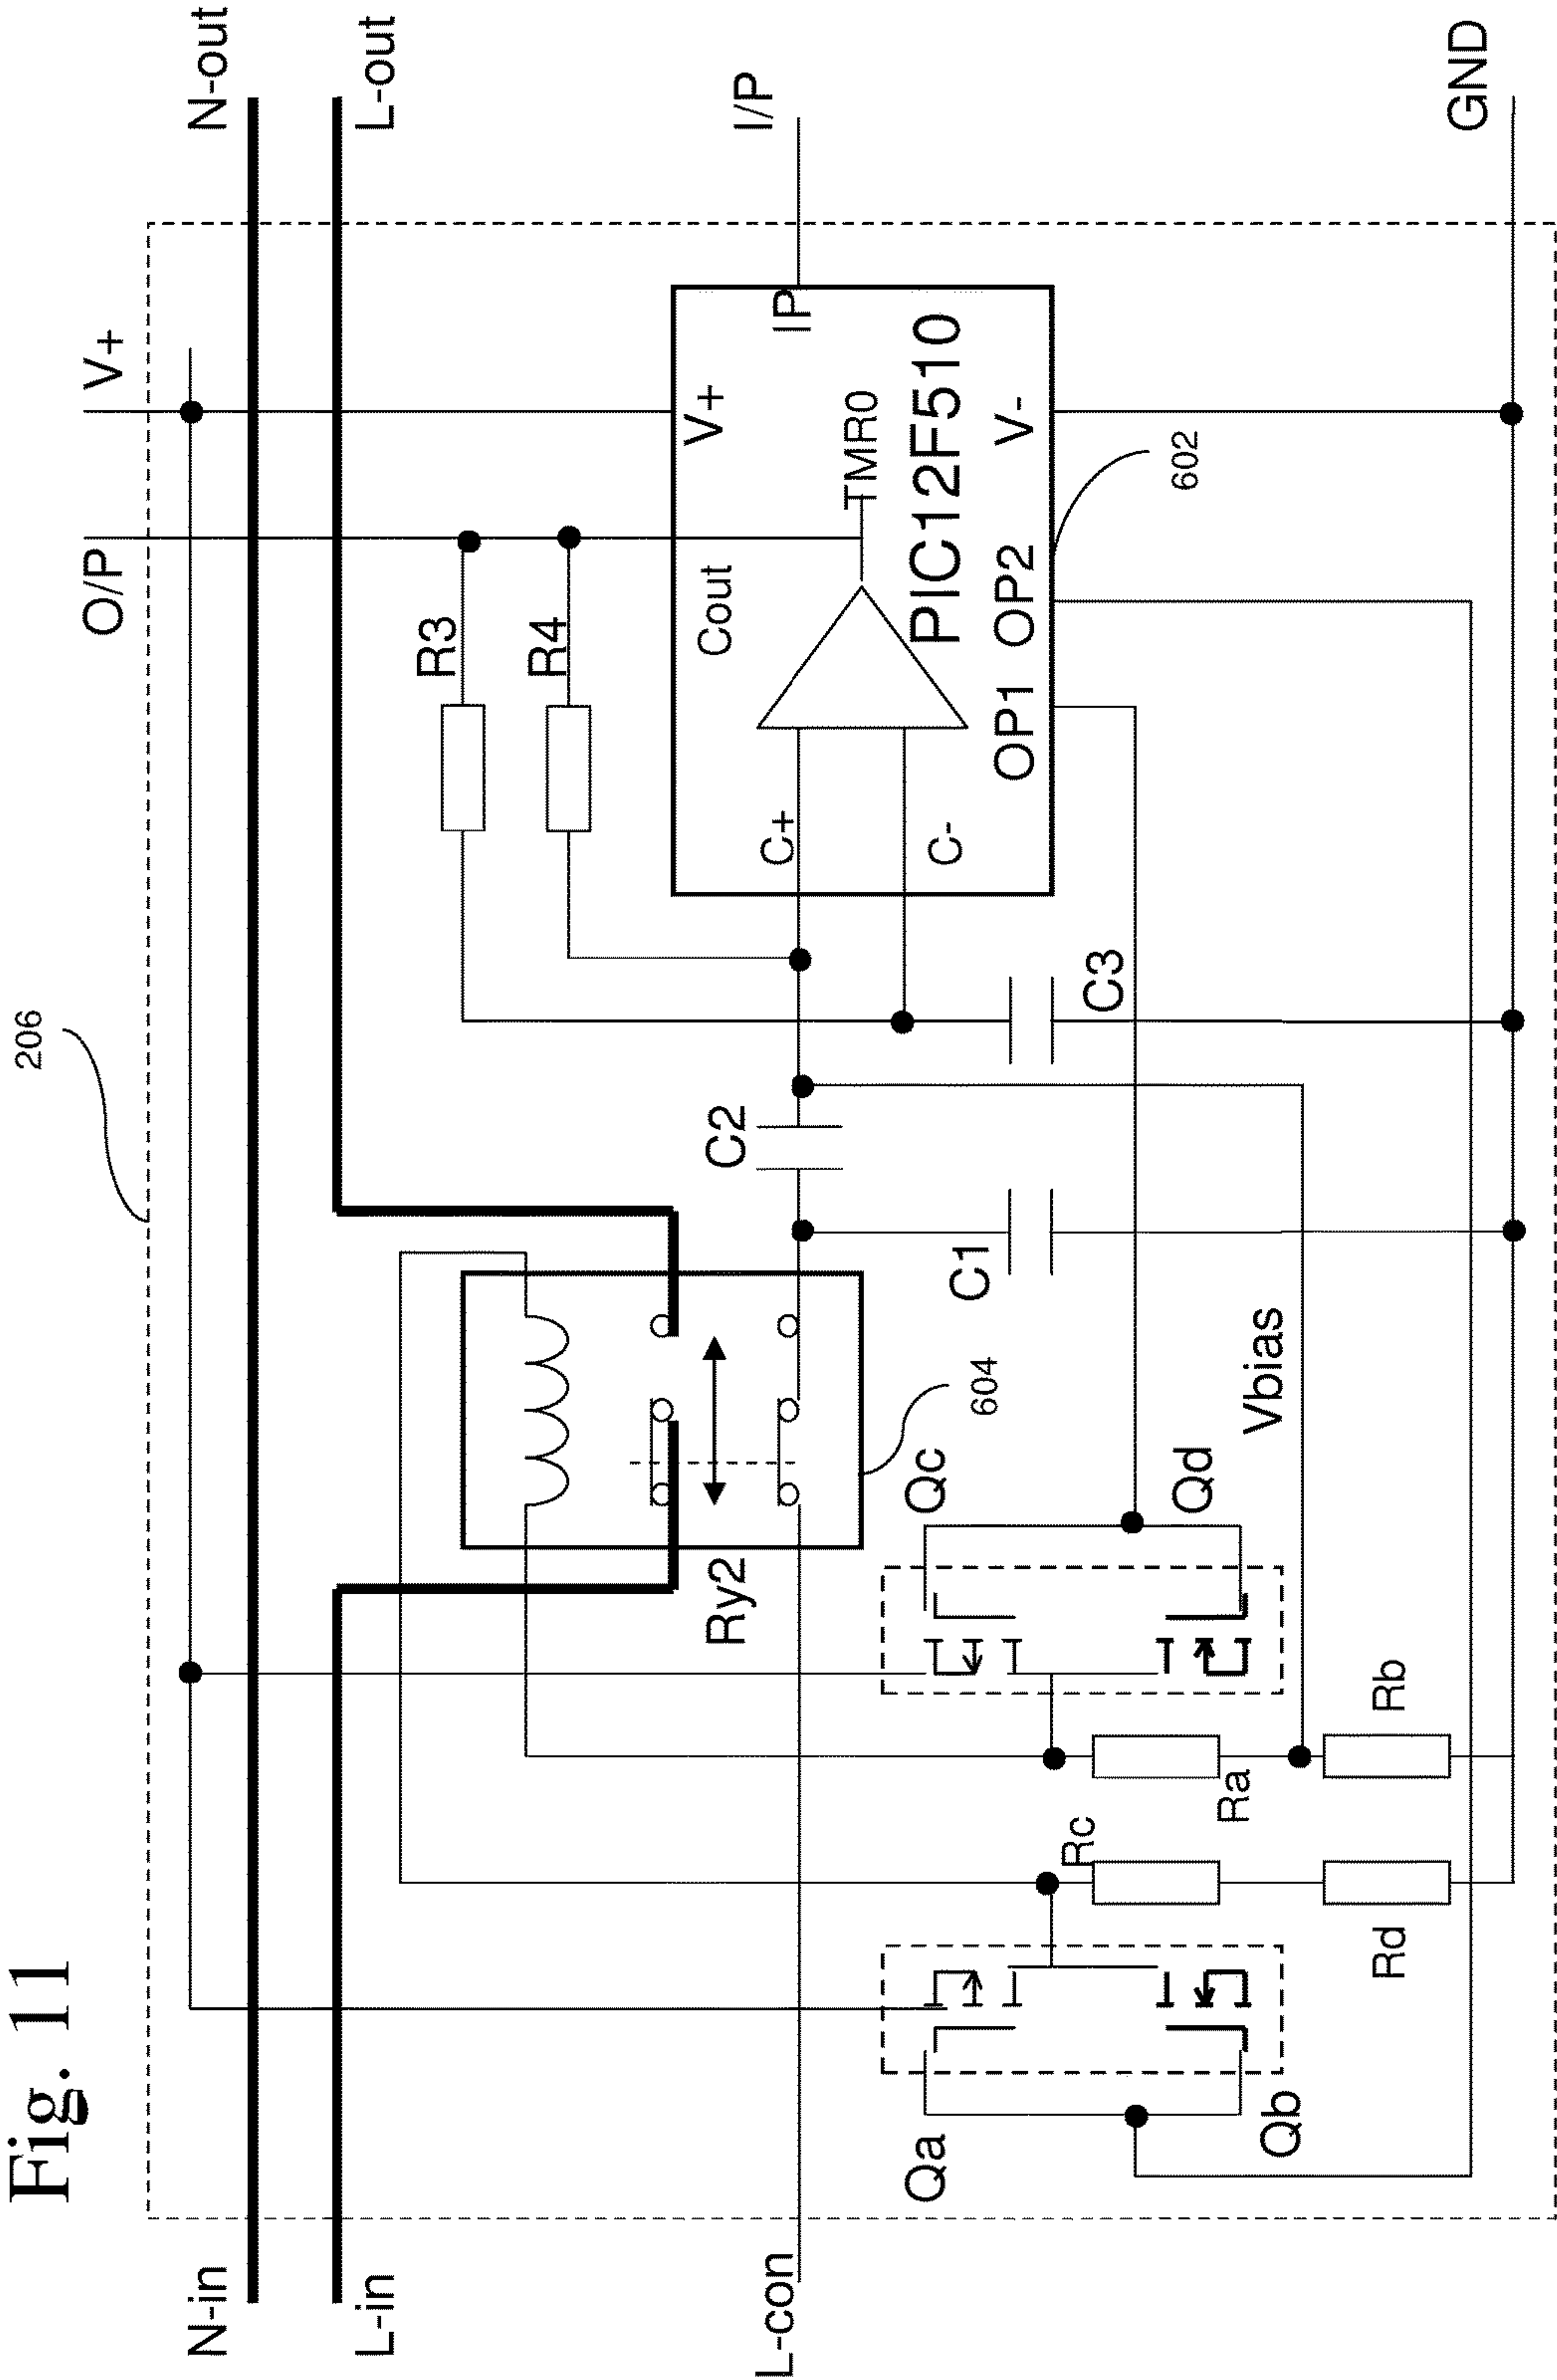 Fig. 11
206
O/P
V+
N-in
N-out
L-in
L-out
R3
R4
Cout
V+
IP
I/P
TMR0
PIC12F510
C+
C-
OP1
OP2
V-
602
L-con
Ry2
604
C2
C1
C3
Qa
Qb
Qc
Qd
Rc
Ra
Vbias
Rd
Rb
GND